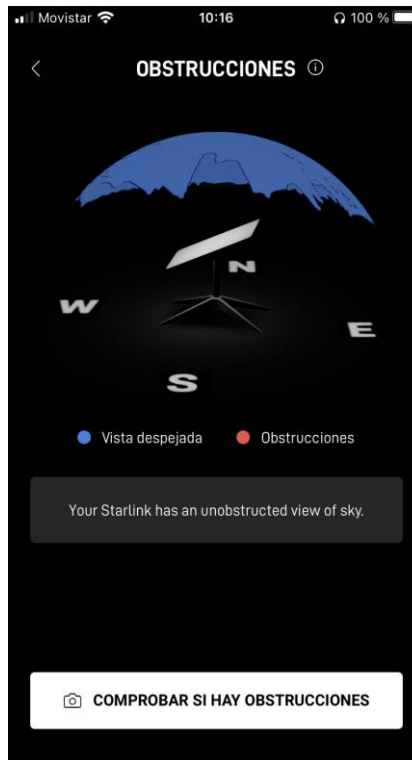 Movistar 10:16 100 %
OBSTRUCCIONES
N
W
E
S
Vista despejada Obstrucciones
Your Starlink has an unobstructed view of sky.
COMPROBAR SI HAY OBSTRUCCIONES